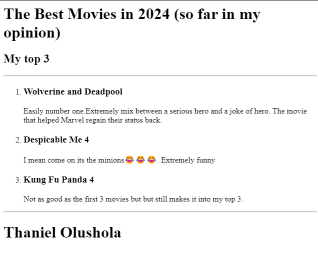 The Best Movies in 2024 (so far in my
opinion)
My top 3
1. Wolverine and Deadpool
Easily number one.Extremely mix between a serious hero and a joke of hero. The movie
that helped Marvel regain their status back.
2. Despicable Me 4
I mean come on its the minions😍😍😍. Extremely funny
3. Kung Fu Panda 4
Not as good as the first 3 movies but but still makes it into my top 3.
Thaniel Olushola